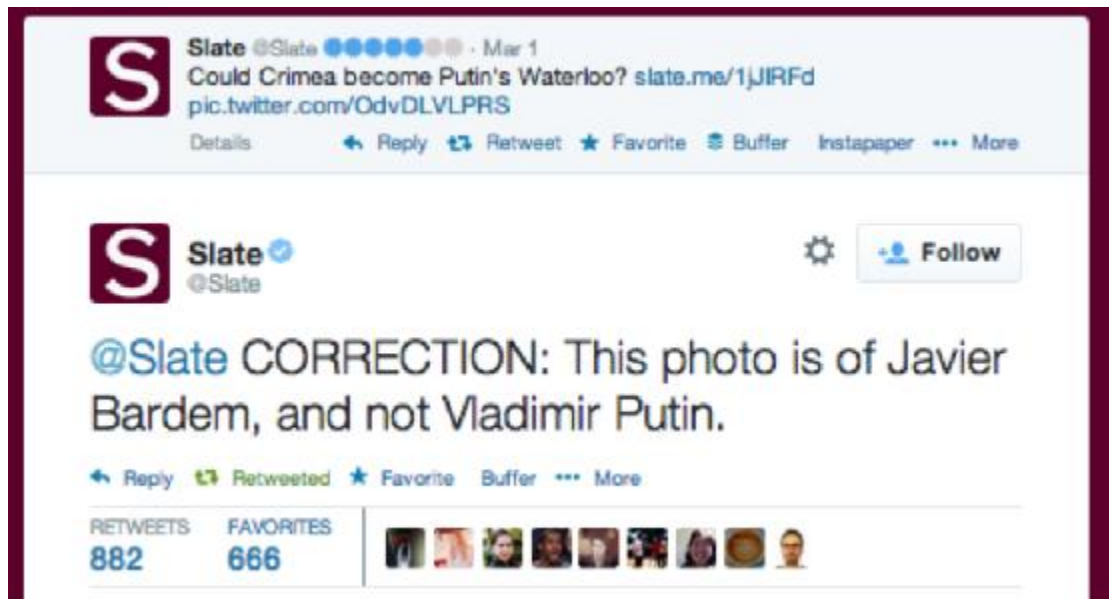 Slate @Slate · Mar 1
Could Crimea become Putin's Waterloo? slate.me/1jJIRFd
pic.twitter.com/OdvDLVLPRS
Details Reply Retweet Favorite Buffer Instapaper More
S
Slate
@Slate
Follow
@Slate CORRECTION: This photo is of Javier
Bardem, and not Vladimir Putin.
Reply Retweeted Favorite Buffer More
RETWEETS FAVORITES
882 666